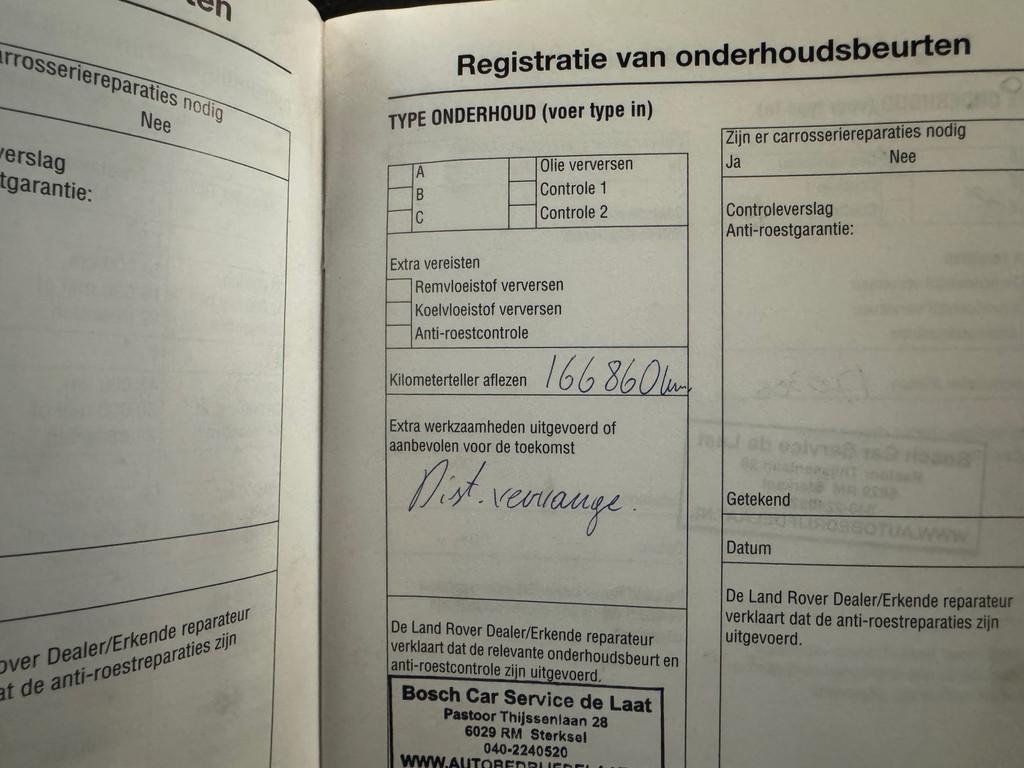 arrosseriereparaties nodig
Nee
verslag
tgarantie:
over Dealer/Erkende reparateur
at de anti-roestreparaties zijn
Registratie van onderhoudsbeurten
TYPE ONDERHOUD (voer type in)
A
B
C
Olie verversen
Controle 1
Controle 2
Extra vereisten
Remvloeistof verversen
Koelvloeistof verversen
Anti-roestcontrole
Kilometerteller aflezen 166860km
Extra werkzaamheden uitgevoerd of
aanbevolen voor de toekomst
Dist. vervange.
De Land Rover Dealer/Erkende reparateur
verklaart dat de relevante onderhoudsbeurt en
anti-roestcontrole zijn uitgevoerd.
Bosch Car Service de Laat
Pastoor Thijssenlaan 28
6029 RM Sterksel
040-2240520
Zijn er carrosseriereparaties nodig
Ja Nee
Controleverslag
Anti-roestgarantie:
Getekend
Datum
De Land Rover Dealer/Erkende reparateur
verklaart dat de anti-roestreparaties zijn
uitgevoerd.